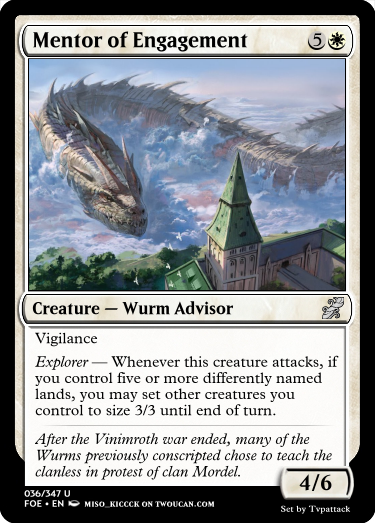 Mentor of Engagement 5
Creature — Wurm Advisor
Vigilance
Explorer — Whenever this creature attacks, if
you control five or more differently named
lands, you may set other creatures you
control to size 3/3 until end of turn.
After the Vinimroth war ended, many of the
Wurms previously conscripted chose to teach the
clanless in protest of clan Mordel.
4/6
036/347 U
FOE • EN MISO_KICCCK ON TWOUCAN.COM
Set by Tvpattack